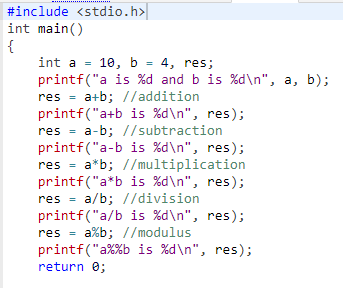 #include <stdio.h>
int main()
{
    int a = 10, b = 4, res;
    printf("a is %d and b is %d\n", a, b);
    res = a+b; //addition
    printf("a+b is %d\n", res);
    res = a-b; //subtraction
    printf("a-b is %d\n", res);
    res = a*b; //multiplication
    printf("a*b is %d\n", res);
    res = a/b; //division
    printf("a/b is %d\n", res);
    res = a%b; //modulus
    printf("a%%b is %d\n", res);
    return 0;